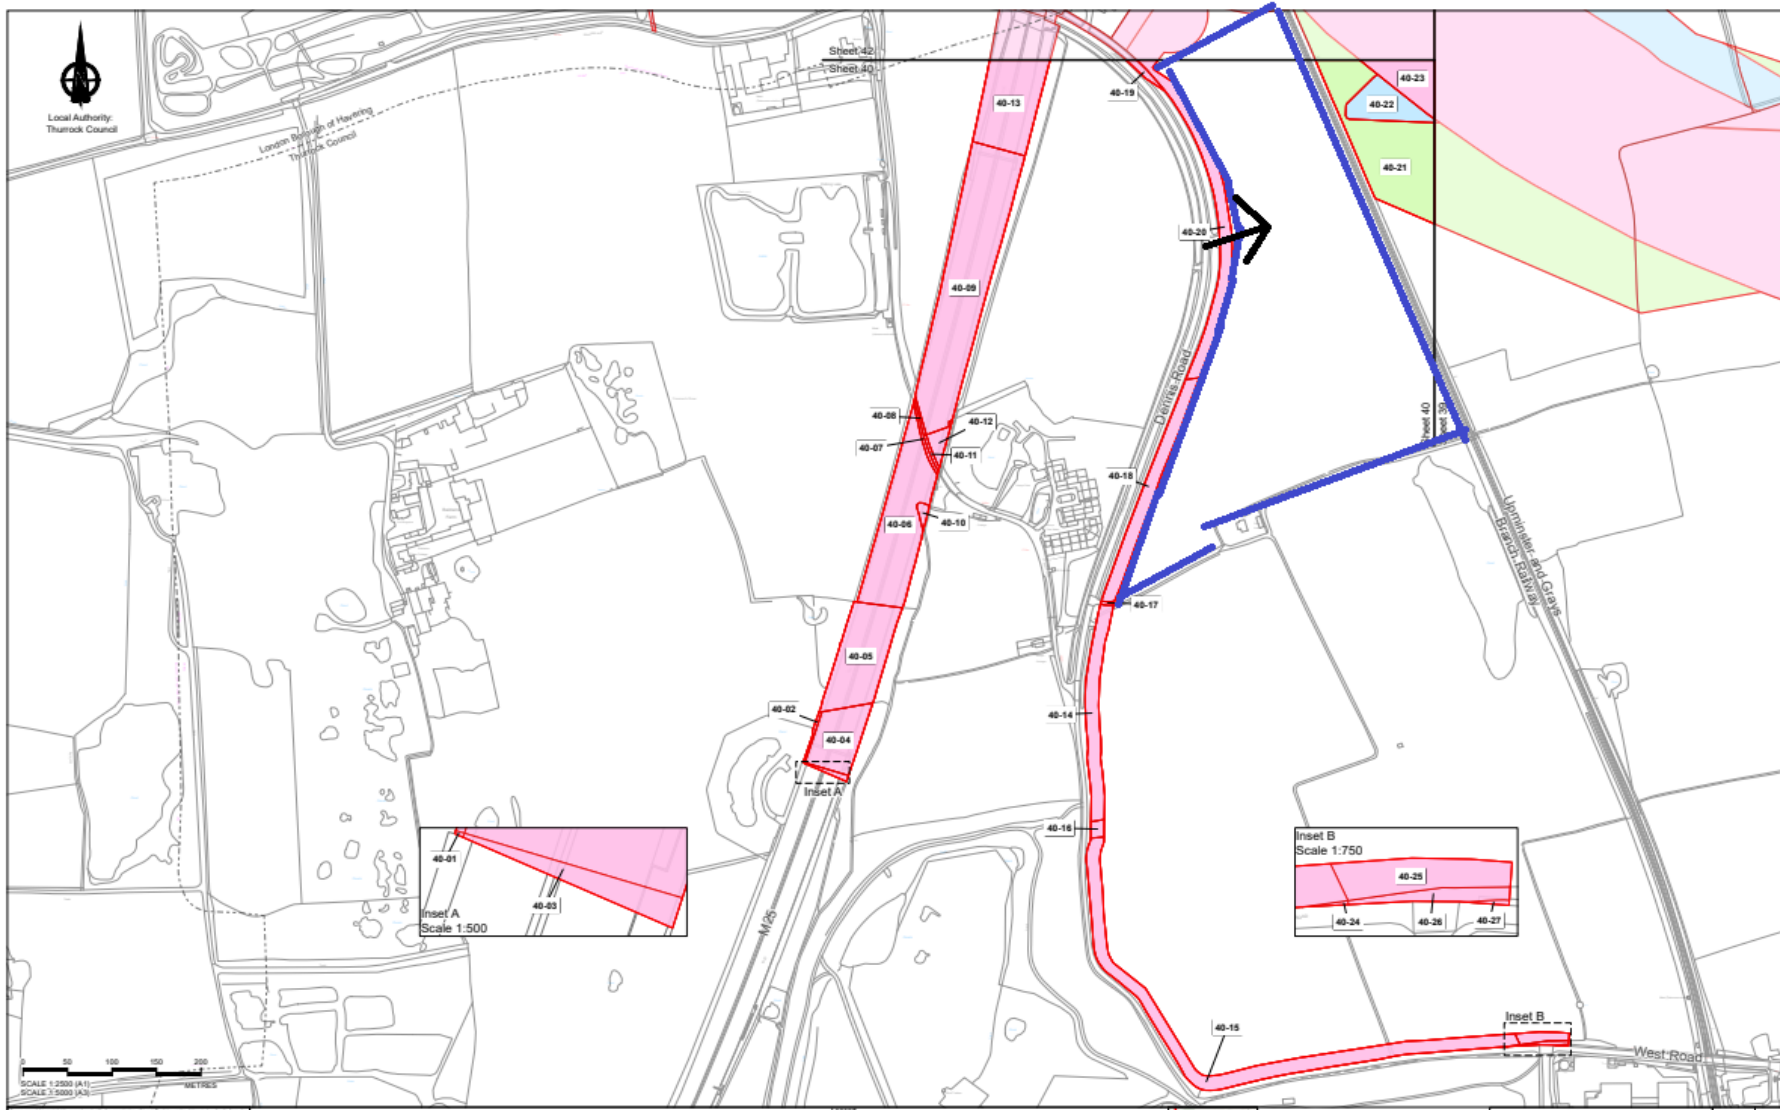 Local Authority:
Thurrock Council
London Borough of Havering
Thurrock Council
Sheet 42
Sheet 40
40-13
40-19
40-23
40-22
40-21
40-20
40-09
Dennis Road
40-08
40-07
40-12
40-11
Sheet 40
Sheet 39
40-18
40-06
40-10
Upminster and Grays
Branch Railway
40-17
40-05
40-02
40-04
40-14
Inset A
40-16
40-01
40-03
Inset A
Scale 1:500
M25
Inset B
Scale 1:750
40-25
40-24
40-26
40-27
40-15
Inset B
West Road
0 50 100 150 200
METRES
SCALE 1:2500 (A1)
SCALE 1:5000 (A3)